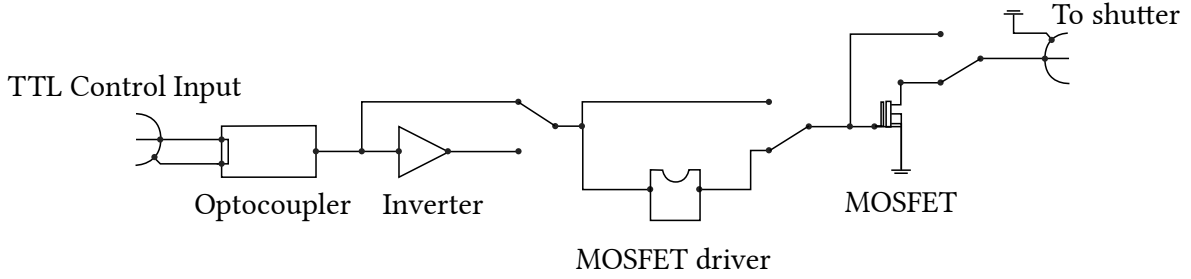 To shutter
TTL Control Input
Optocoupler
Inverter
MOSFET
MOSFET driver